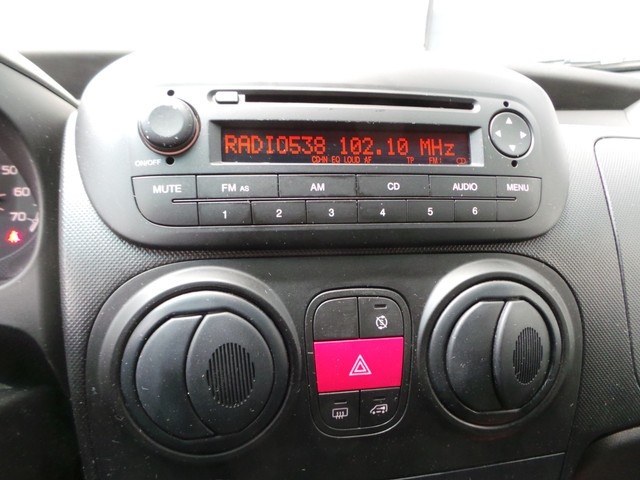 RADIO538 102.10 MHz
EQ LOUD AF TP FM1 CD
ON/OFF
MUTE FM AS AM CD AUDIO MENU
1 2 3 4 5 6
50
60
70